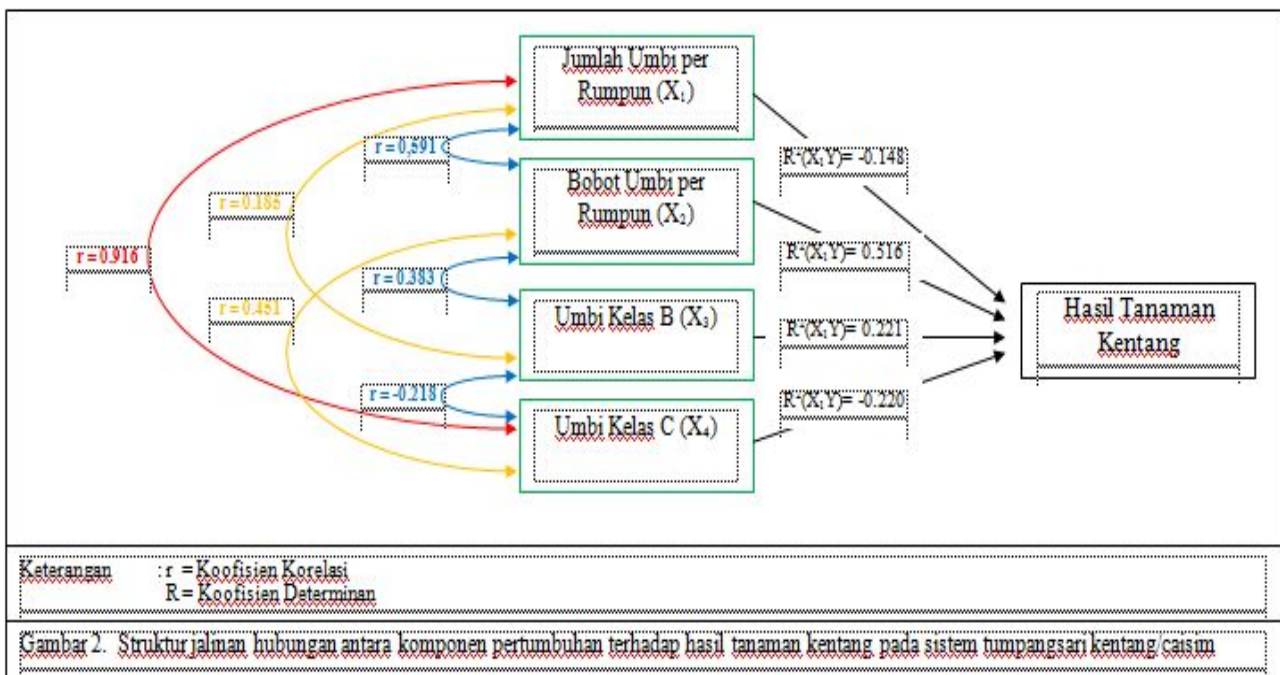 Jumlah Umbi per
Rumpun (X₁)
r = 0,591
R²(X₁Y)= -0.148
Bobot Umbi per
Rumpun (X₂)
r = 0.185
r = 0.916
R²(X₁Y)= 0.516
r = 0.383
r = 0.451
Umbi Kelas B (X₃)
R²(X₁Y)= 0.221
Hasil Tanaman
Kentang
r = -0.218
Umbi Kelas C (X₄)
R²(X₁Y)= -0.220
Keterangan : r = Koofisien Korelasi
R = Koofisien Determinan
Gambar 2. Struktur jalinan hubungan antara komponen pertumbuhan terhadap hasil tanaman kentang pada sistem tumpangsari kentang/caisim